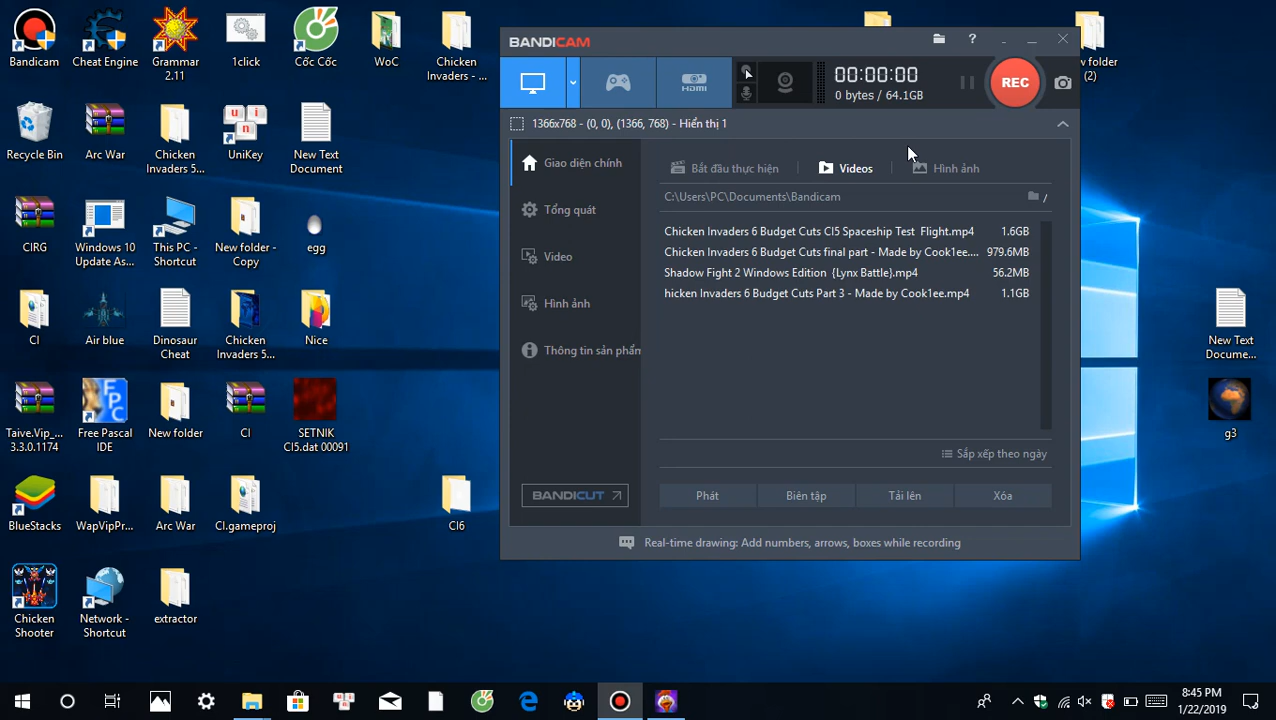 Bandicam
Cheat Engine
Grammar
2.11
1click
Cốc Cốc
WoC
Chicken
Invaders - ...
Recycle Bin
Arc War
Chicken
Invaders 5...
UniKey
New Text
Document
CIRG
Windows 10
Update As...
This PC -
Shortcut
New folder -
Copy
egg
CI
Air blue
Dinosaur
Cheat
Chicken
Invaders 5...
Nice
Taive.Vip_...
3.3.0.1174
Free Pascal
IDE
New folder
CI
SETNIK
CI5.dat 00091
BlueStacks
WapVipPr...
Arc War
CI.gameproj
CI6
Chicken
Shooter
Network -
Shortcut
extractor
BANDICAM
HDMI
00:00:00
0 bytes / 64.1GB
REC
1366x768 - (0, 0), (1366, 768) - Hiển thị 1
Giao diện chính
Tổng quát
Video
Hình ảnh
Thông tin sản phẩm
BANDICUT
Bắt đầu thực hiện
Videos
Hình ảnh
C:\Users\PC\Documents\Bandicam
/
Chicken Invaders 6 Budget Cuts CI5 Spaceship Test Flight.mp4 1.6GB
Chicken Invaders 6 Budget Cuts final part - Made by Cook1ee.... 979.6MB
Shadow Fight 2 Windows Edition {Lynx Battle}.mp4 56.2MB
hicken Invaders 6 Budget Cuts Part 3 - Made by Cook1ee.mp4 1.1GB
Sắp xếp theo ngày
Phát
Biên tập
Tải lên
Xóa
Real-time drawing: Add numbers, arrows, boxes while recording
ew folder
(2)
New Text
Docume...
g3
8:45 PM
1/22/2019